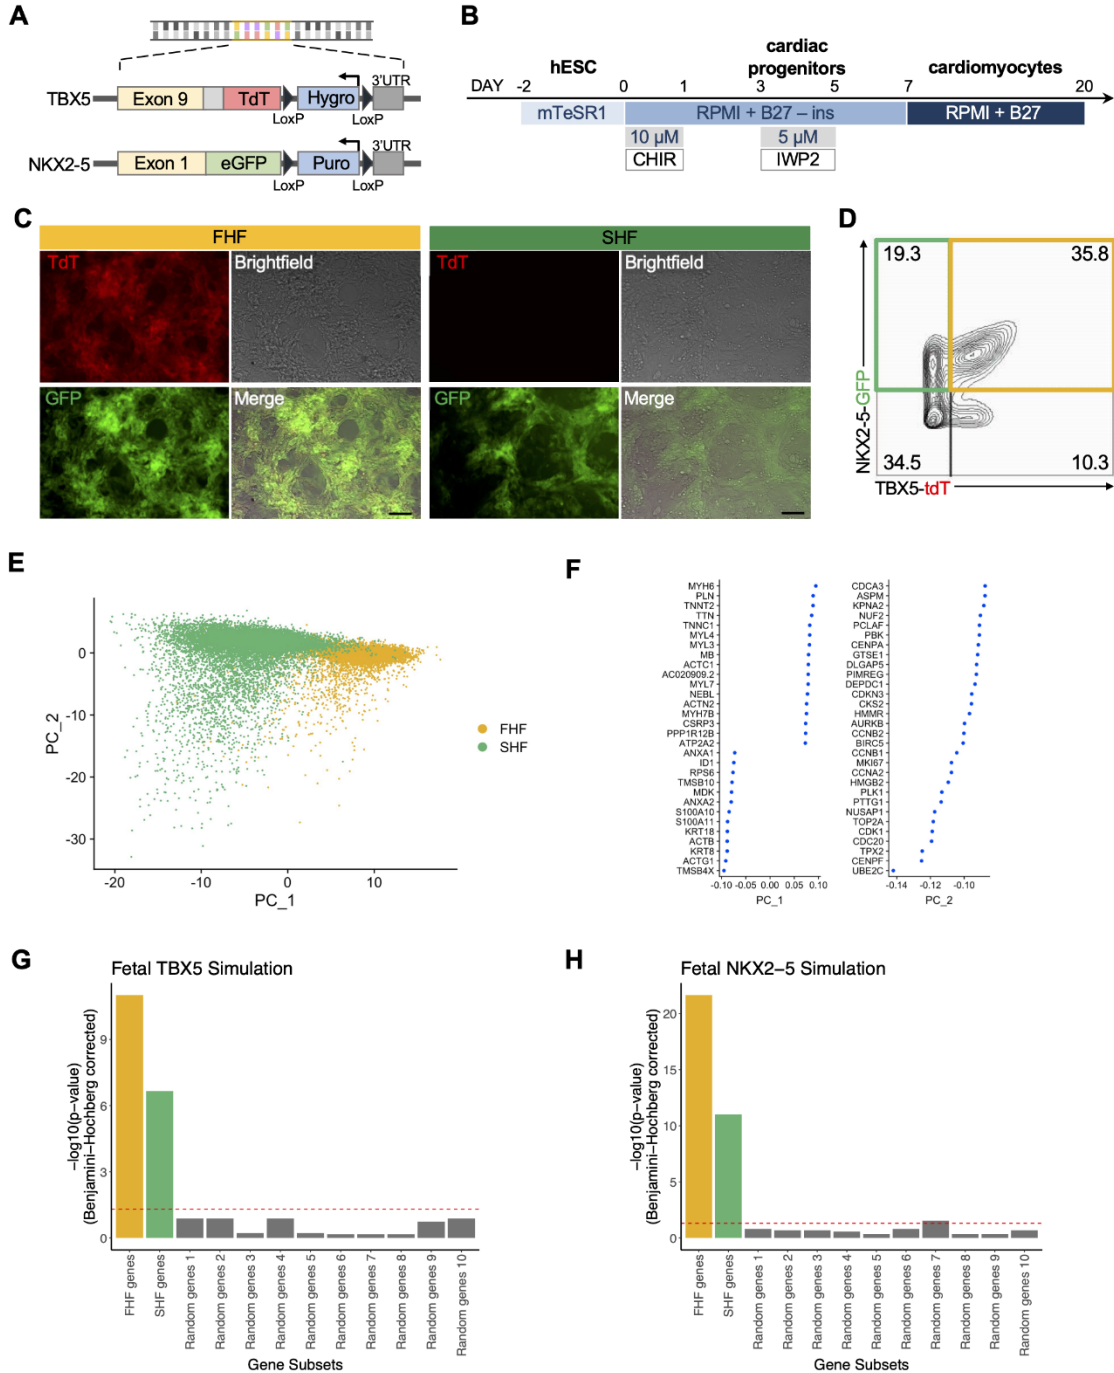 A
TBX5
Exon 9
TdT
Hygro
3'UTR
LoxP
LoxP
NKX2-5
Exon 1
eGFP
Puro
3'UTR
LoxP
LoxP
B
hESC
cardiac
progenitors
cardiomyocytes
DAY
-2
0
1
3
5
7
20
mTeSR1
RPMI + B27 – ins
RPMI + B27
10 µM
5 µM
CHIR
IWP2
C
FHF
SHF
TdT
Brightfield
TdT
Brightfield
GFP
Merge
GFP
Merge
D
19.3
35.8
34.5
10.3
NKX2-5-GFP
TBX5-tdT
E
0
-10
-20
-30
PC_2
-20
-10
0
10
PC_1
FHF
SHF
F
MYH6
PLN
TNNT2
TTN
TNNC1
MYL4
MYL3
MB
ACTC1
AC020909.2
MYL7
NEBL
ACTN2
MYH7B
CSRP3
PPP1R12B
ATP2A2
ANXA1
ID1
RPS6
TMSB10
MDK
ANXA2
S100A10
S100A11
KRT18
ACTB
KRT8
ACTG1
TMSB4X
-0.10
-0.05
0.00
0.05
0.10
PC_1
CDCA3
ASPM
KPNA2
NUF2
PCLAF
PBK
CENPA
GTSE1
DLGAP5
PIMREG
DEPDC1
CDKN3
CKS2
HMMR
AURKB
CCNB2
BIRC5
CCNB1
MKI67
CCNA2
HMGB2
PLK1
PTTG1
NUSAP1
TOP2A
CDK1
CDC20
TPX2
CENPF
UBE2C
-0.14
-0.12
-0.10
PC_2
G
Fetal TBX5 Simulation
−log10(p−value)
(Benjamini−Hochberg corrected)
9
6
3
0
FHF genes
SHF genes
Random genes 1
Random genes 2
Random genes 3
Random genes 4
Random genes 5
Random genes 6
Random genes 7
Random genes 8
Random genes 9
Random genes 10
Gene Subsets
H
Fetal NKX2−5 Simulation
−log10(p−value)
(Benjamini−Hochberg corrected)
20
15
10
5
0
FHF genes
SHF genes
Random genes 1
Random genes 2
Random genes 3
Random genes 4
Random genes 5
Random genes 6
Random genes 7
Random genes 8
Random genes 9
Random genes 10
Gene Subsets